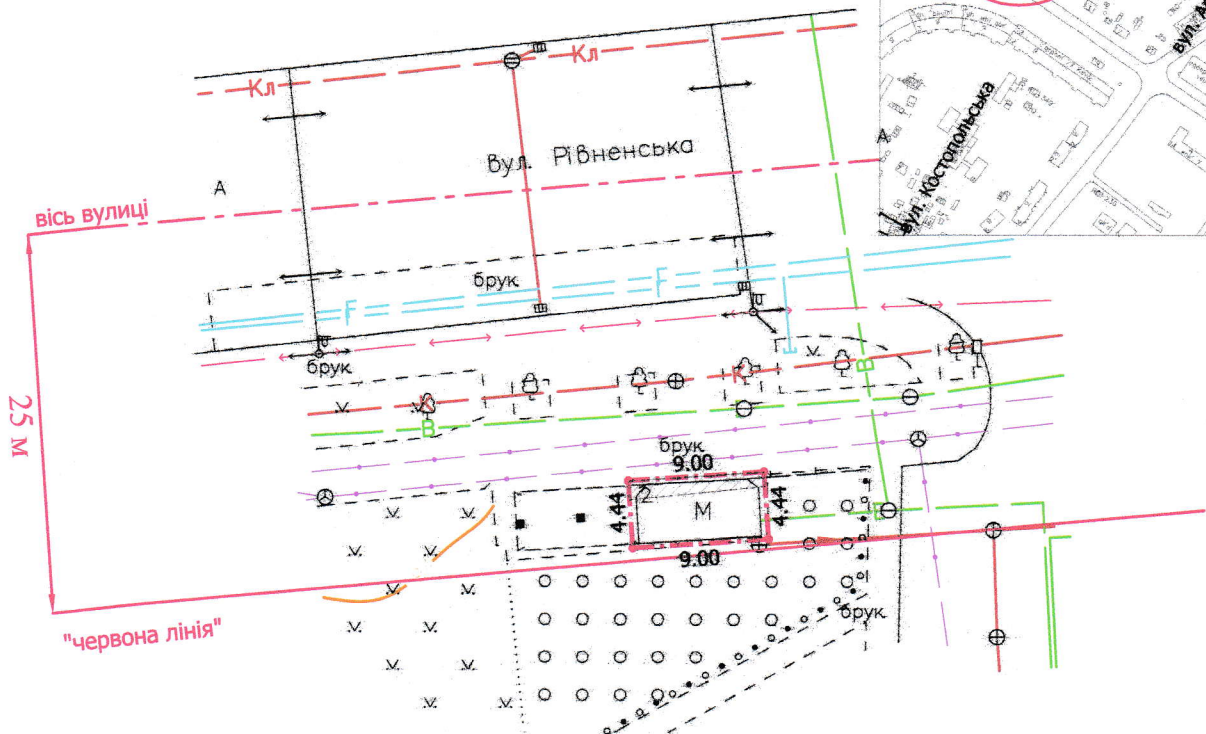 Кл
Кл
вул. Рівненська
А
А
вісь вулиці
вул. Костопольська
брук
F
F
брук
К
К
В
В
25 м
брук
9.00
4.44
2
М
4.44
9.00
"червона лінія"
брук